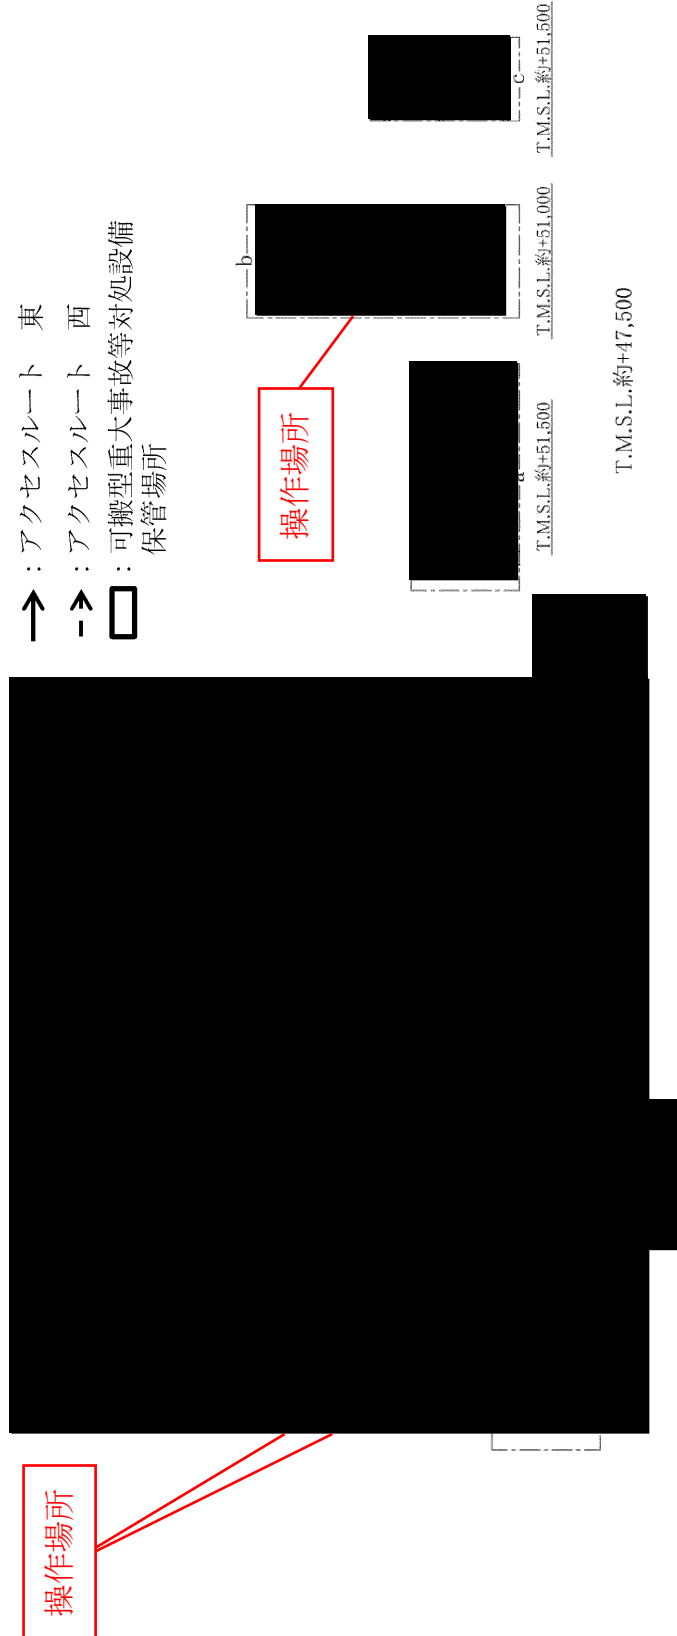 ：アクセスルート　東
：アクセスルート　西
：可搬型重大事故等対処設備
保管場所
操作場所
操作場所
a
b
c
T.M.S.L.約+51,500
T.M.S.L.約+51,000
T.M.S.L.約+51,500
T.M.S.L.約+47,500